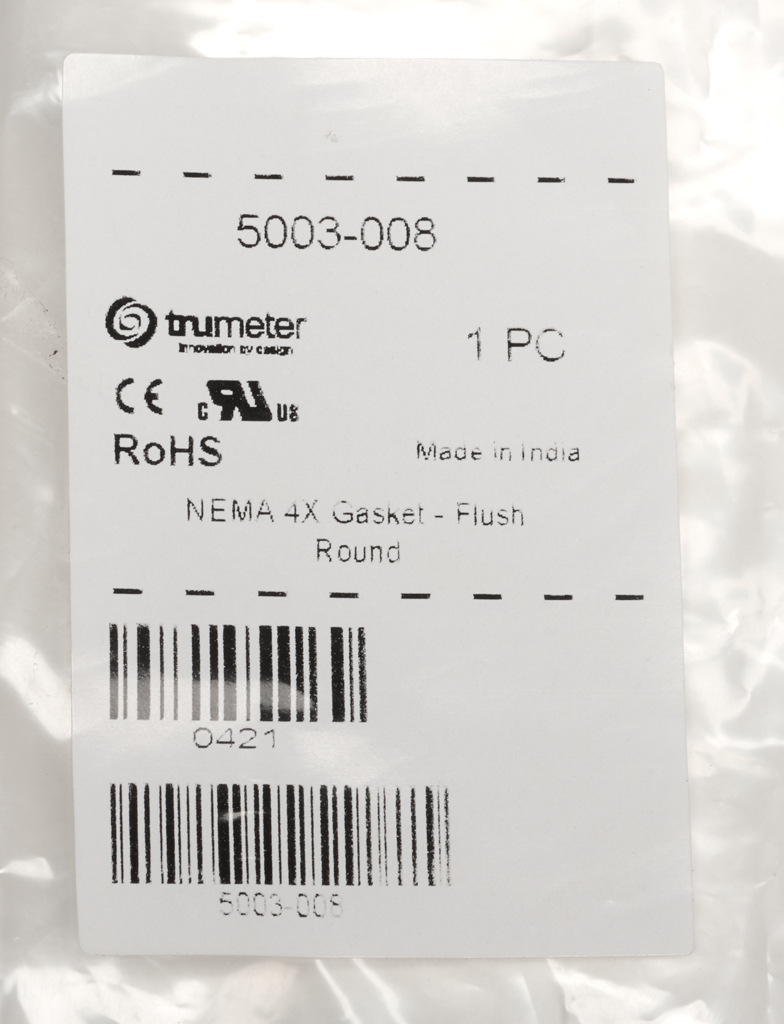 5003-008
trumeter
innovation by design
1 PC
CE
C UR US
RoHS
Made in India
NEMA 4X Gasket - Flush
Round
0421
5003-008